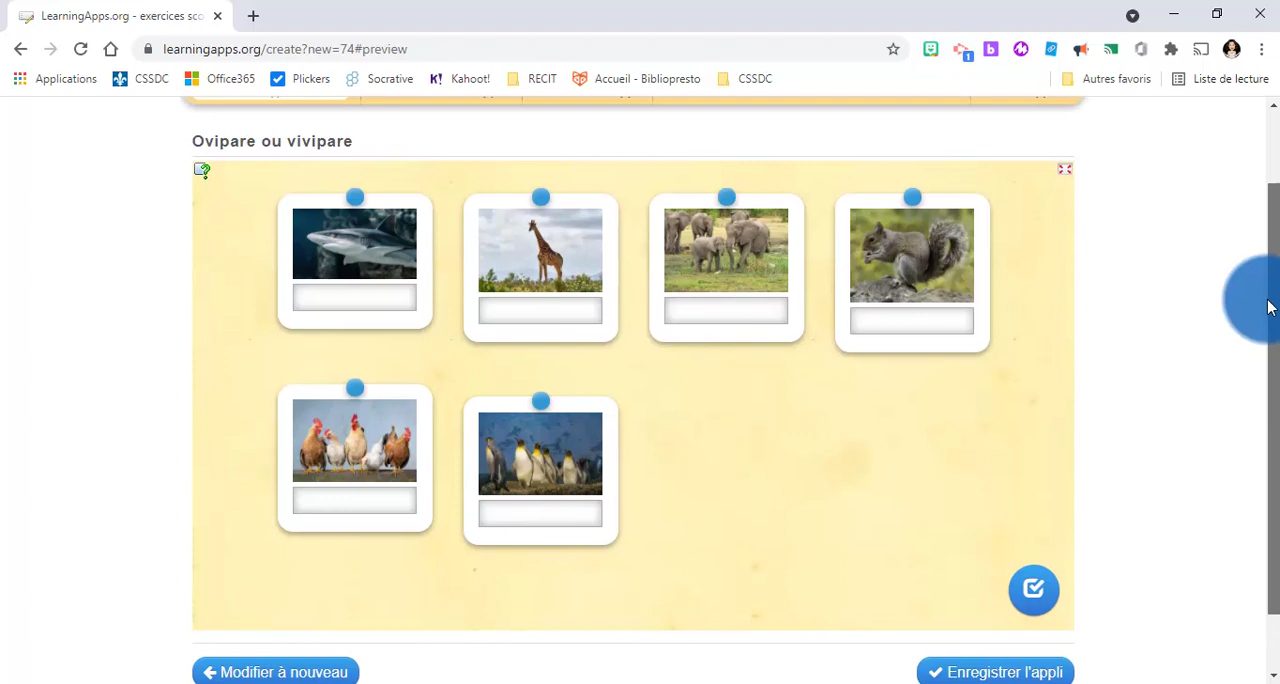 LearningApps.org - exercices sco
learningapps.org/create?new=74#preview
Applications CSSDC Office365 Plickers Socrative Kahoot! RECIT Accueil - Bibliopresto CSSDC Autres favoris Liste de lecture
Ovipare ou vivipare
Modifier à nouveau
Enregistrer l'appli